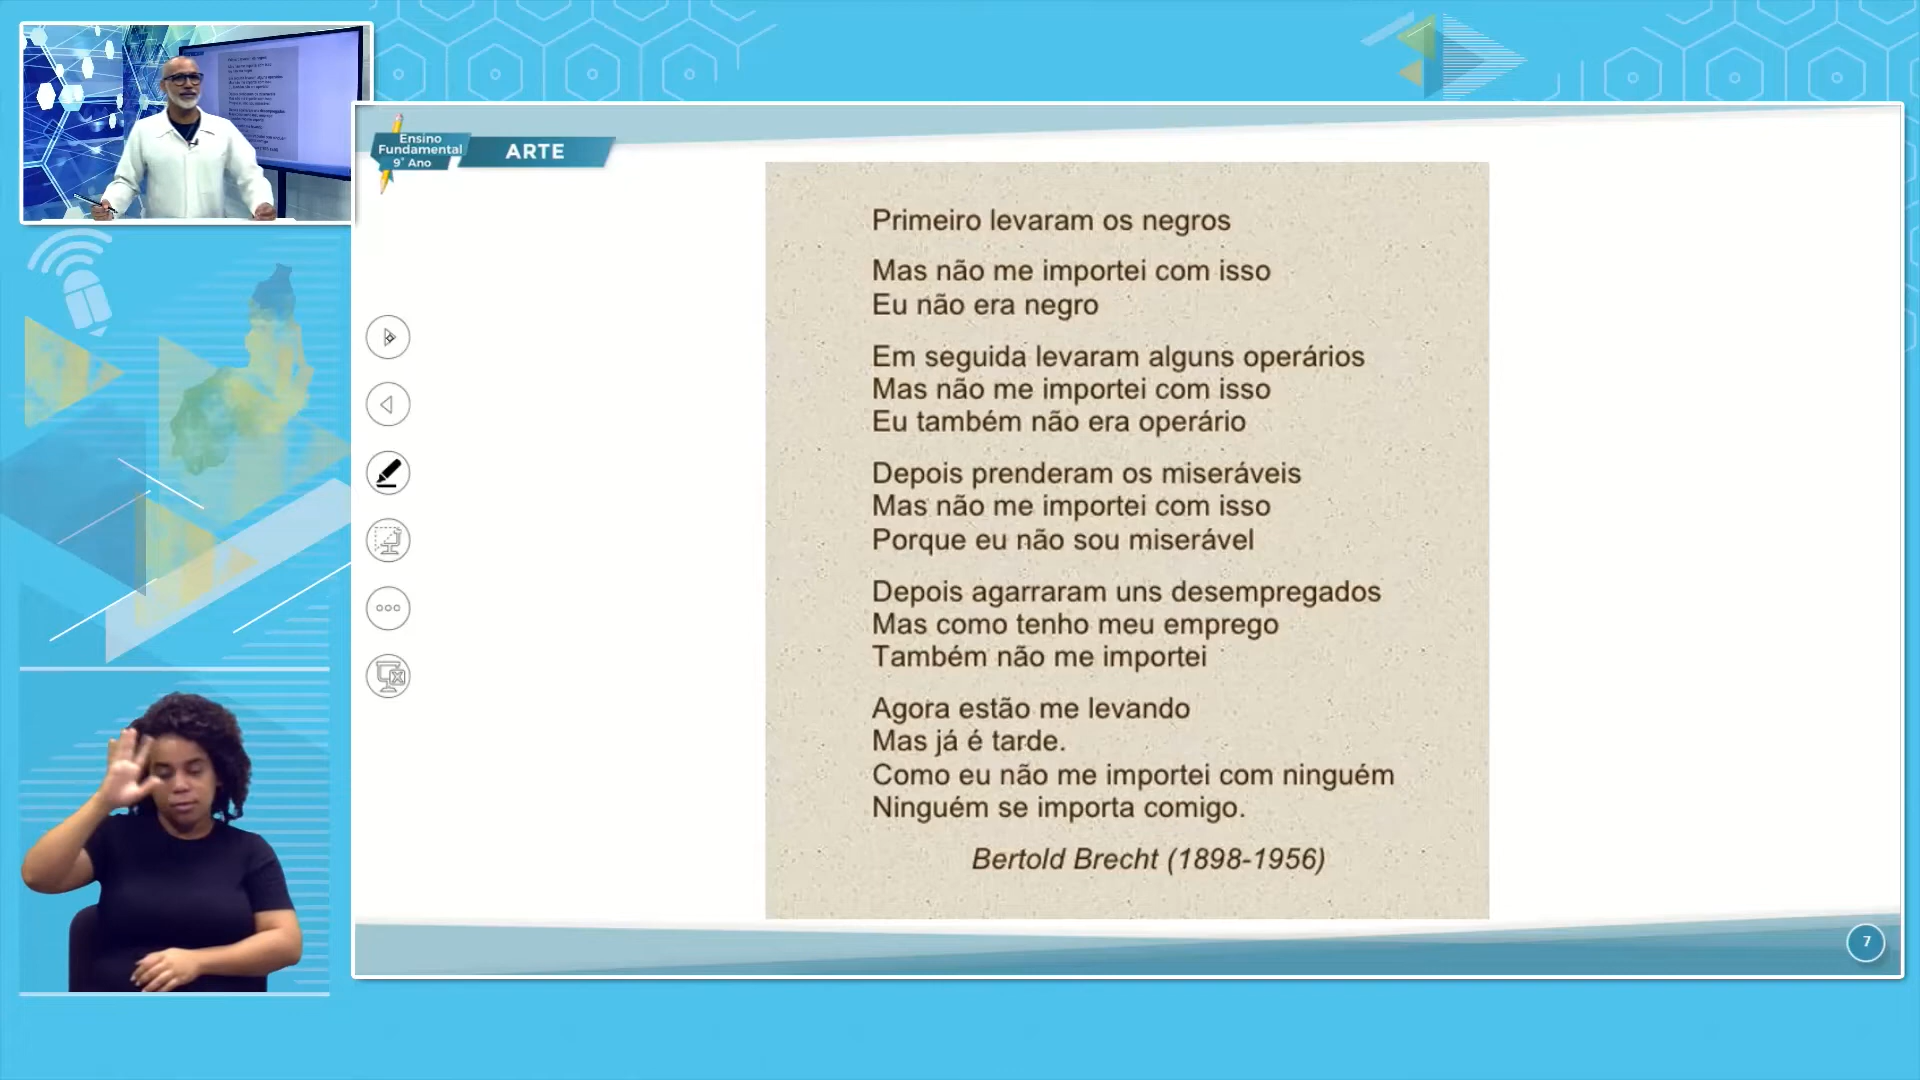 Ensino
Fundamental
9° Ano
ARTE
Primeiro levaram os negros
Mas não me importei com isso
Eu não era negro
Em seguida levaram alguns operários
Mas não me importei com isso
Eu também não era operário
Depois prenderam os miseráveis
Mas não me importei com isso
Porque eu não sou miserável
Depois agarraram uns desempregados
Mas como tenho meu emprego
Também não me importei
Agora estão me levando
Mas já é tarde.
Como eu não me importei com ninguém
Ninguém se importa comigo.
Bertold Brecht (1898-1956)
7